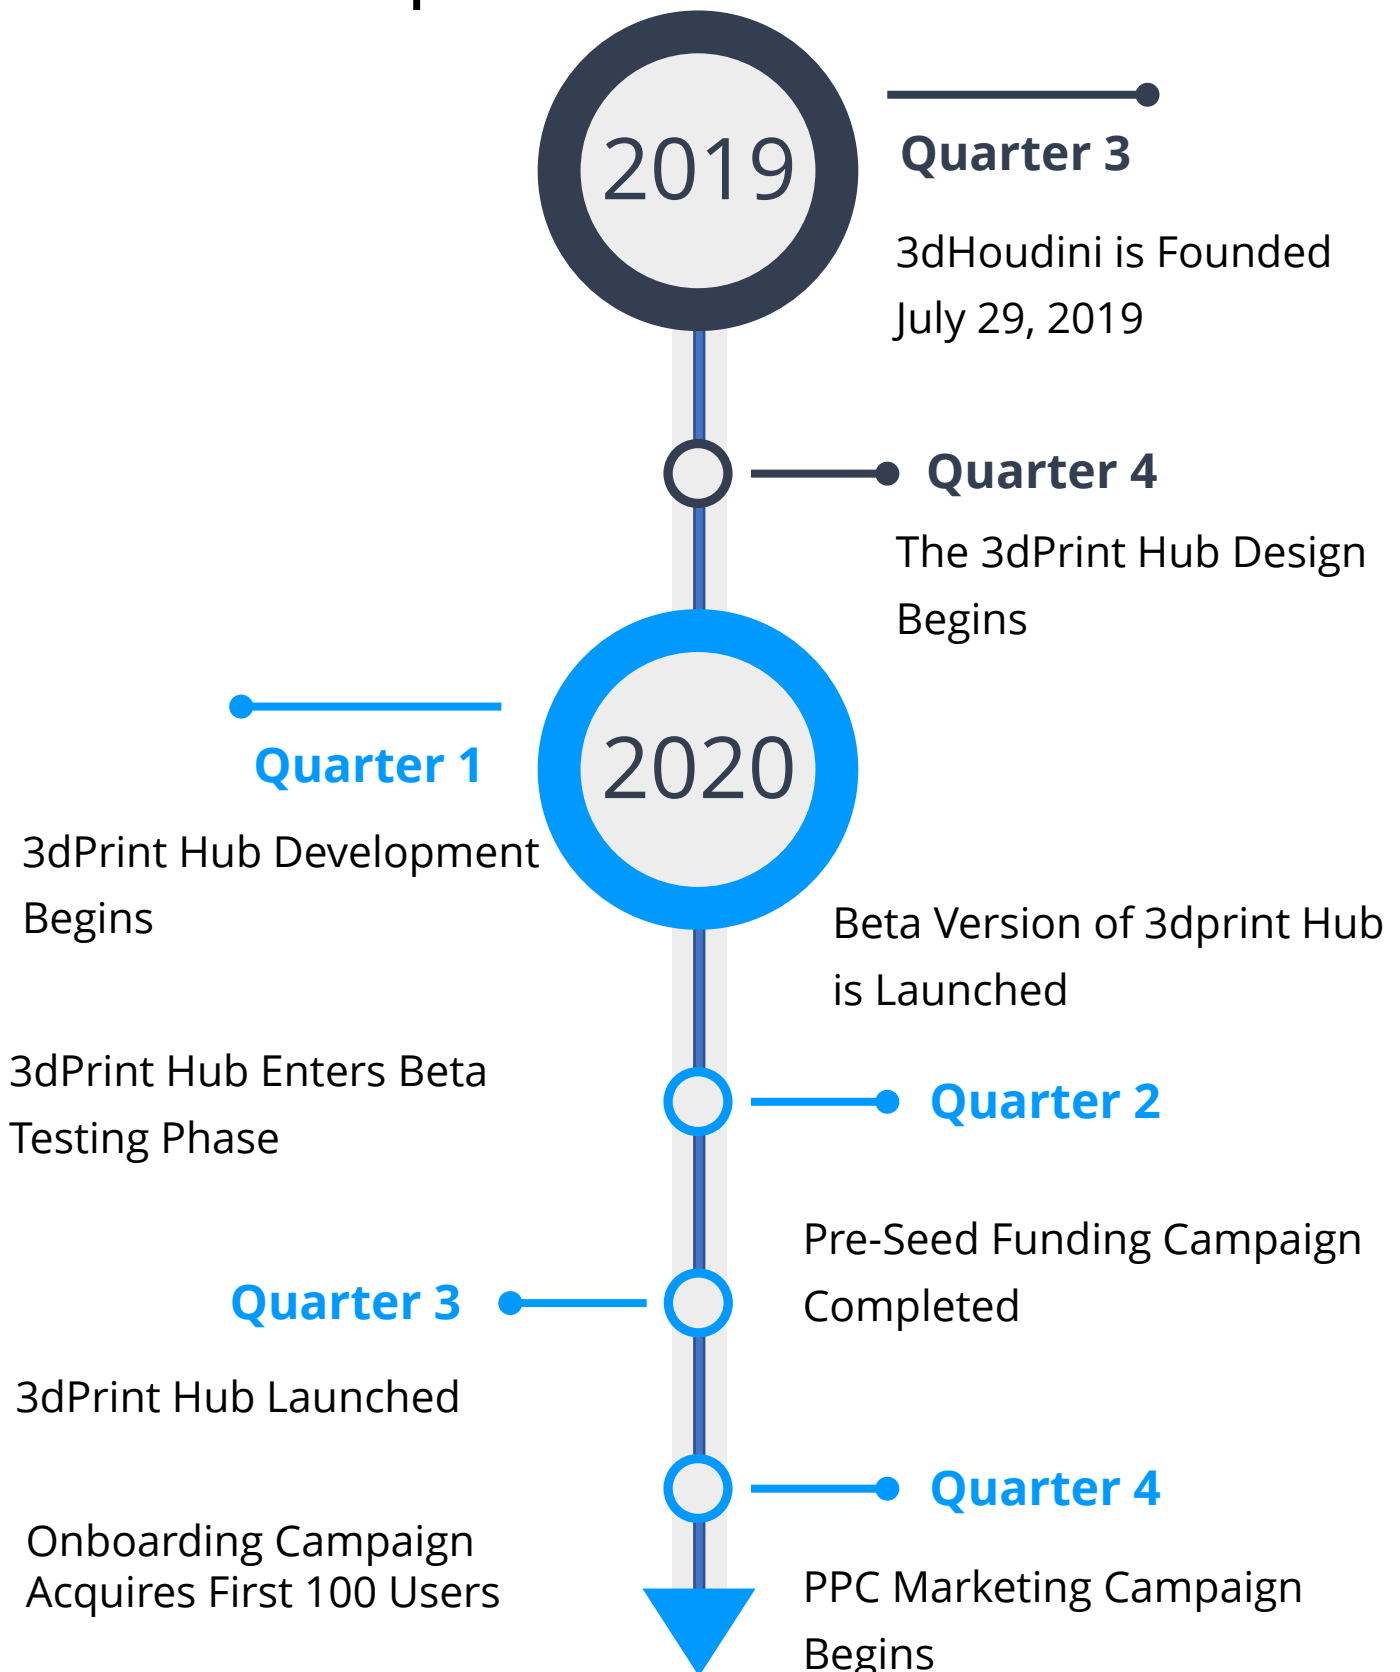 2019
Quarter 3
3dHoudini is Founded
July 29, 2019
Quarter 4
The 3dPrint Hub Design
Begins
2020
Quarter 1
3dPrint Hub Development
Begins
Beta Version of 3dprint Hub
is Launched
3dPrint Hub Enters Beta
Testing Phase
Quarter 2
Pre-Seed Funding Campaign
Completed
Quarter 3
3dPrint Hub Launched
Quarter 4
Onboarding Campaign
Acquires First 100 Users
PPC Marketing Campaign
Begins